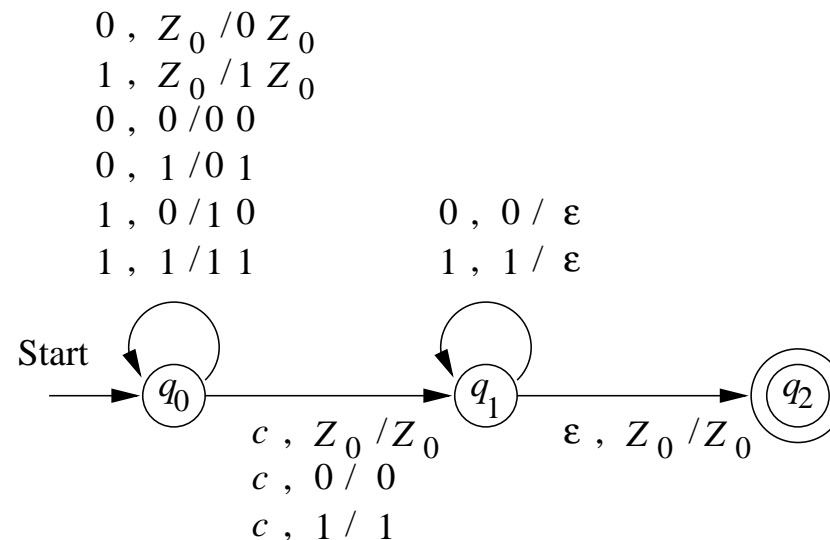 0 , Z0 / 0 Z0
1 , Z0 / 1 Z0
0 , 0 / 0 0
0 , 1 / 0 1
1 , 0 / 1 0
1 , 1 / 1 1
0 , 0 / ε
1 , 1 / ε
Start
q0
q1
q2
c , Z0 / Z0
c , 0 / 0
c , 1 / 1
ε , Z0 / Z0